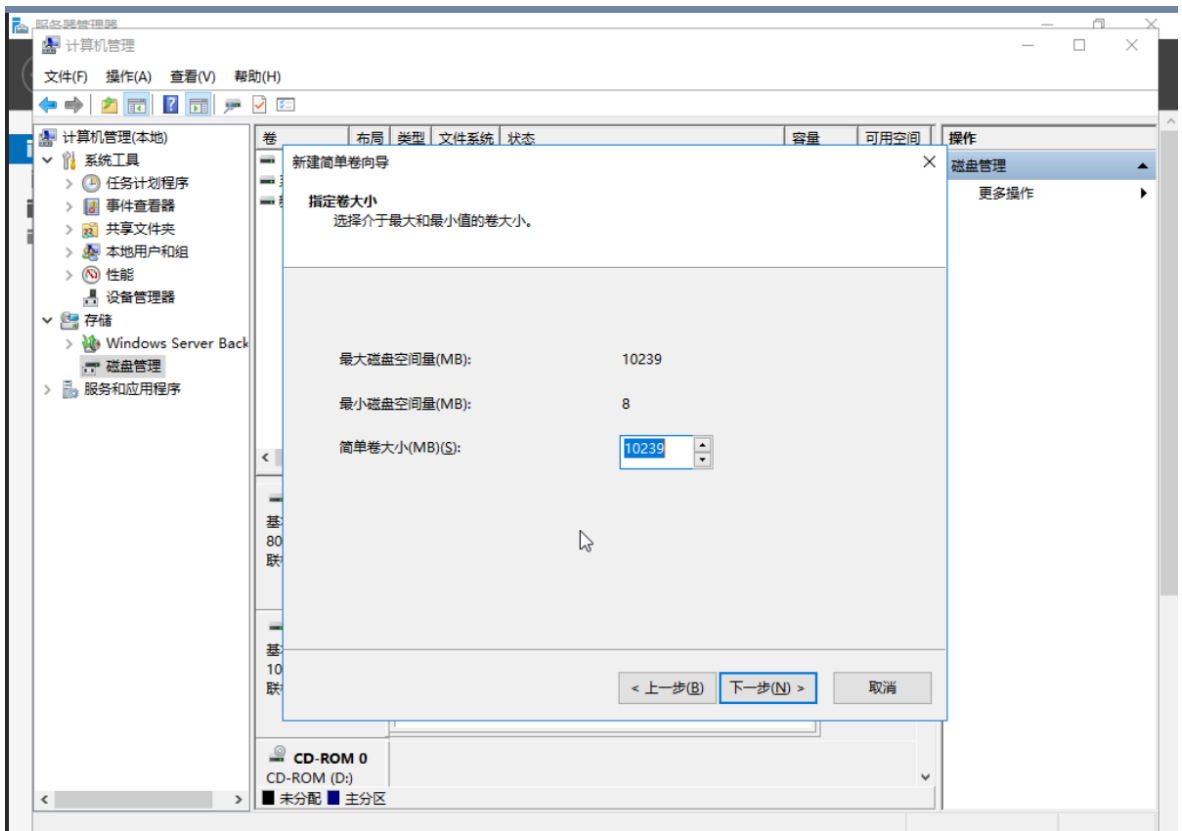 服务器管理器
计算机管理
文件(F) 操作(A) 查看(V) 帮助(H)
计算机管理(本地)
系统工具
任务计划程序
事件查看器
共享文件夹
本地用户和组
性能
设备管理器
存储
Windows Server Back
磁盘管理
服务和应用程序
卷 布局 类型 文件系统 状态 容量 可用空间
新建简单卷向导
指定卷大小
选择介于最大和最小值的卷大小。
最大磁盘空间量(MB): 10239
最小磁盘空间量(MB): 8
简单卷大小(MB)(S): 10239
< 上一步(B) 下一步(N) > 取消
80
10
CD-ROM 0
CD-ROM (D:)
未分配 主分区
操作
磁盘管理
更多操作